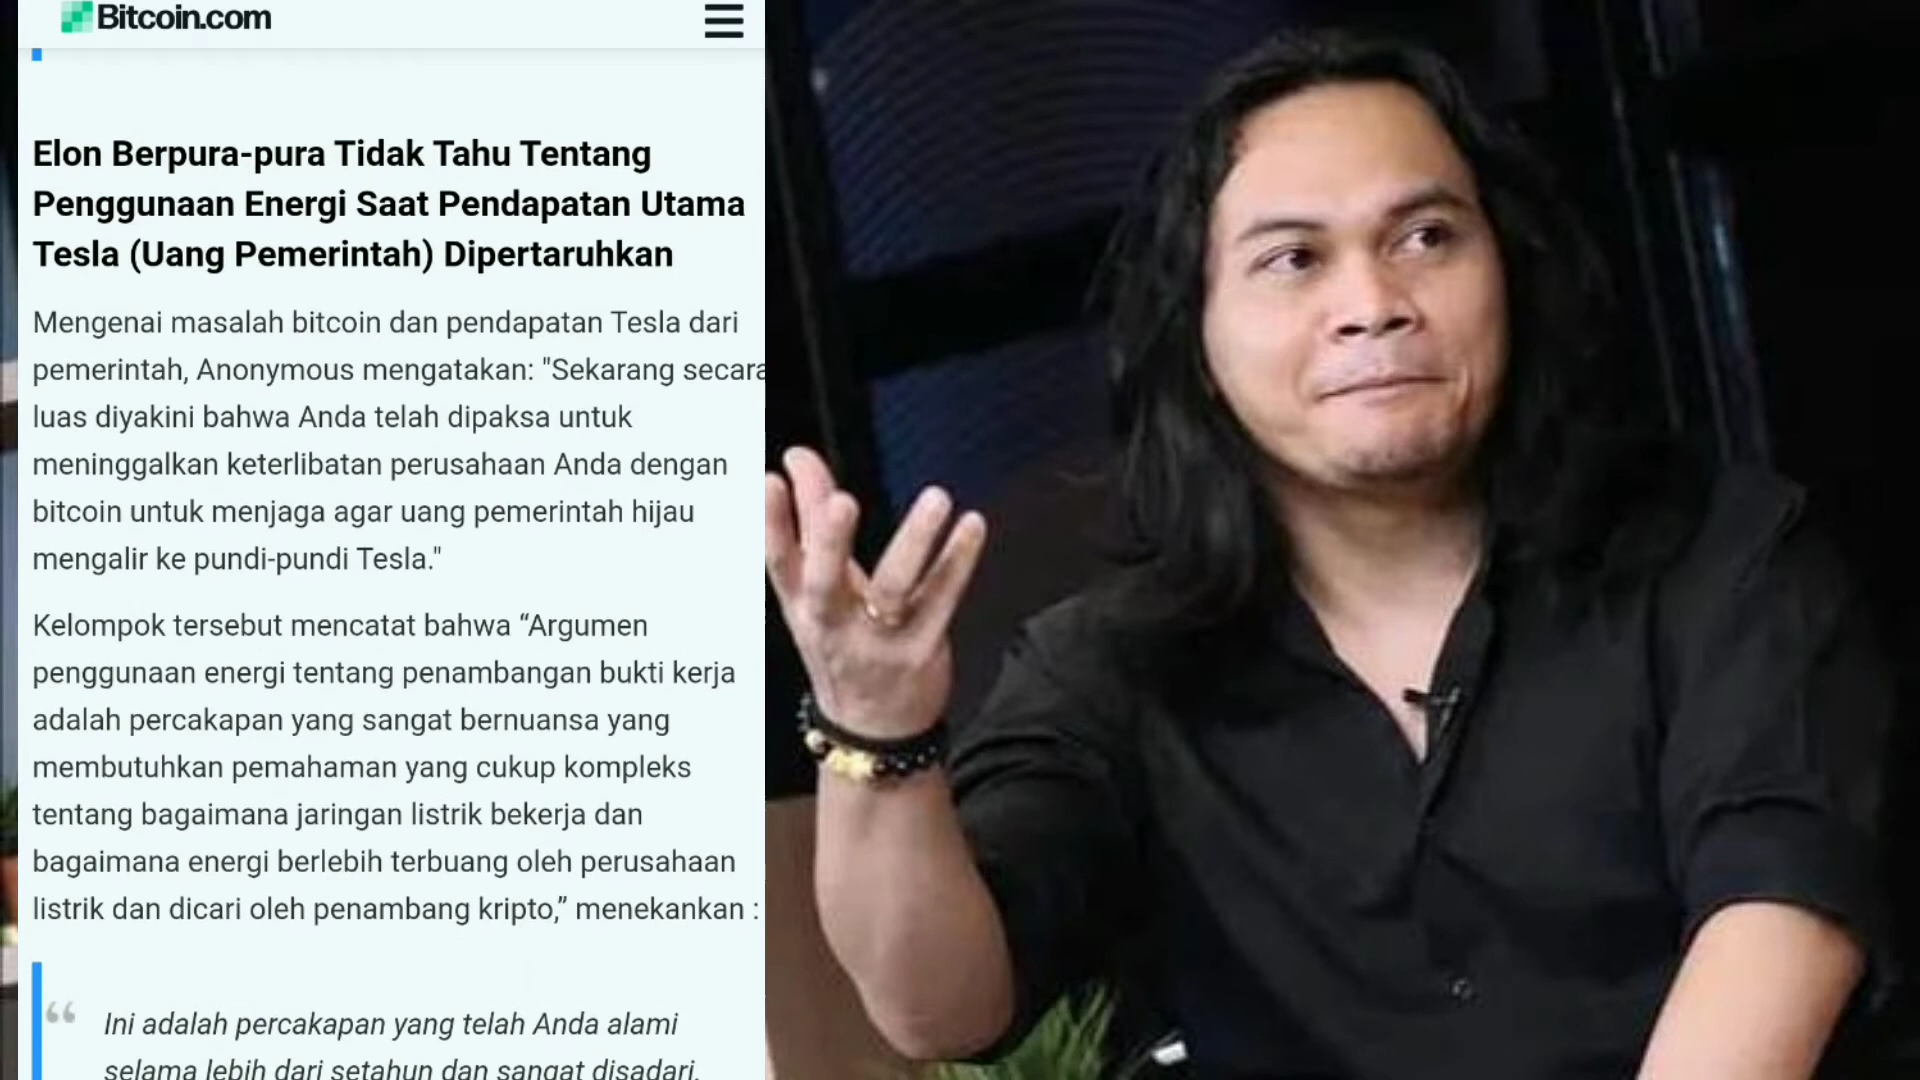 Bitcoin.com
Elon Berpura-pura Tidak Tahu Tentang
Penggunaan Energi Saat Pendapatan Utama
Tesla (Uang Pemerintah) Dipertaruhkan
Mengenai masalah bitcoin dan pendapatan Tesla dari
pemerintah, Anonymous mengatakan: "Sekarang secara
luas diyakini bahwa Anda telah dipaksa untuk
meninggalkan keterlibatan perusahaan Anda dengan
bitcoin untuk menjaga agar uang pemerintah hijau
mengalir ke pundi-pundi Tesla."
Kelompok tersebut mencatat bahwa “Argumen
penggunaan energi tentang penambangan bukti kerja
adalah percakapan yang sangat bernuansa yang
membutuhkan pemahaman yang cukup kompleks
tentang bagaimana jaringan listrik bekerja dan
bagaimana energi berlebih terbuang oleh perusahaan
listrik dan dicari oleh penambang kripto,” menekankan :
“ Ini adalah percakapan yang telah Anda alami
selama lebih dari setahun dan sangat disadari.